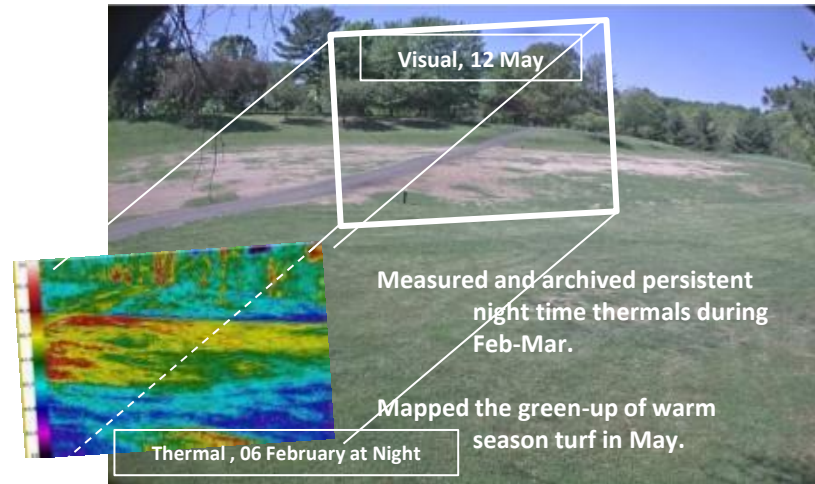 Visual, 12 May
Measured and archived persistent
night time thermals during
Feb-Mar.
Mapped the green-up of warm
season turf in May.
Thermal , 06 February at Night